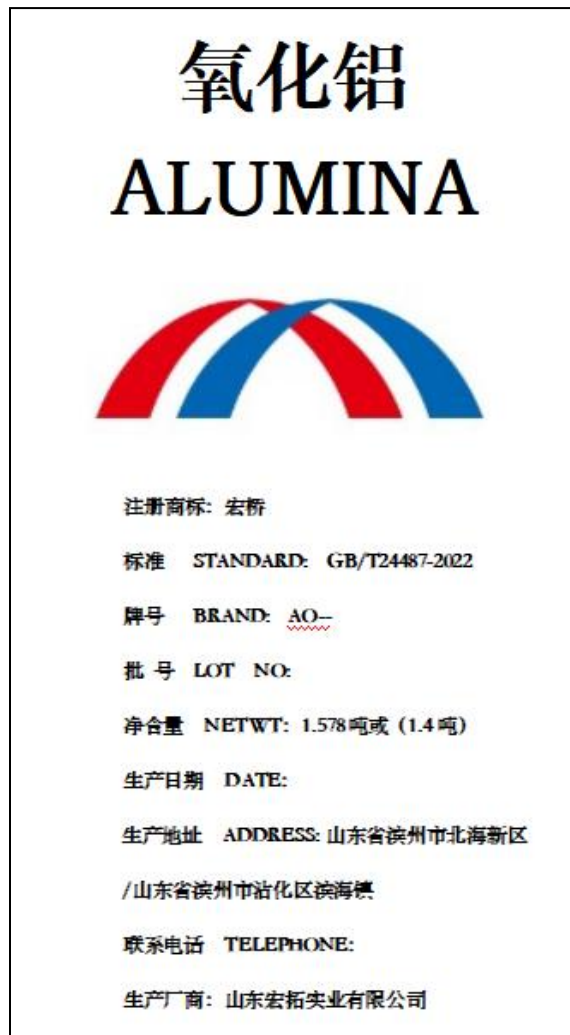 氧化铝
ALUMINA
注册商标：宏桥
标准 STANDARD: GB/T24487-2022
牌号 BRAND: AO--
批 号 LOT NO:
净含量 NETWT：1.578吨或（1.4吨）
生产日期 DATE:
生产地址 ADDRESS: 山东省滨州市北海新区
/山东省滨州市沾化区滨海镇
联系电话 TELEPHONE:
生产厂商：山东宏拓实业有限公司